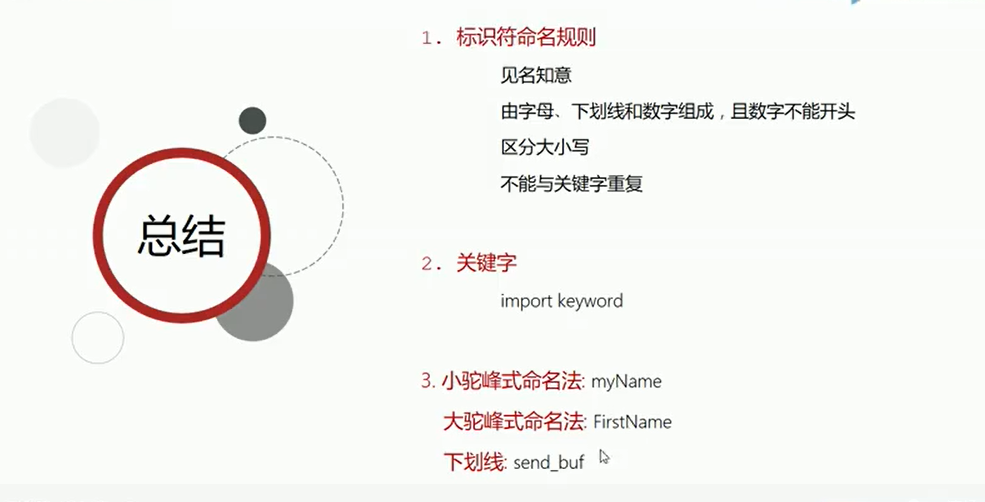 总结
1. 标识符命名规则
见名知意
由字母、下划线和数字组成，且数字不能开头
区分大小写
不能与关键字重复
2. 关键字
import keyword
3. 小驼峰式命名法: myName
大驼峰式命名法: FirstName
下划线: send_buf